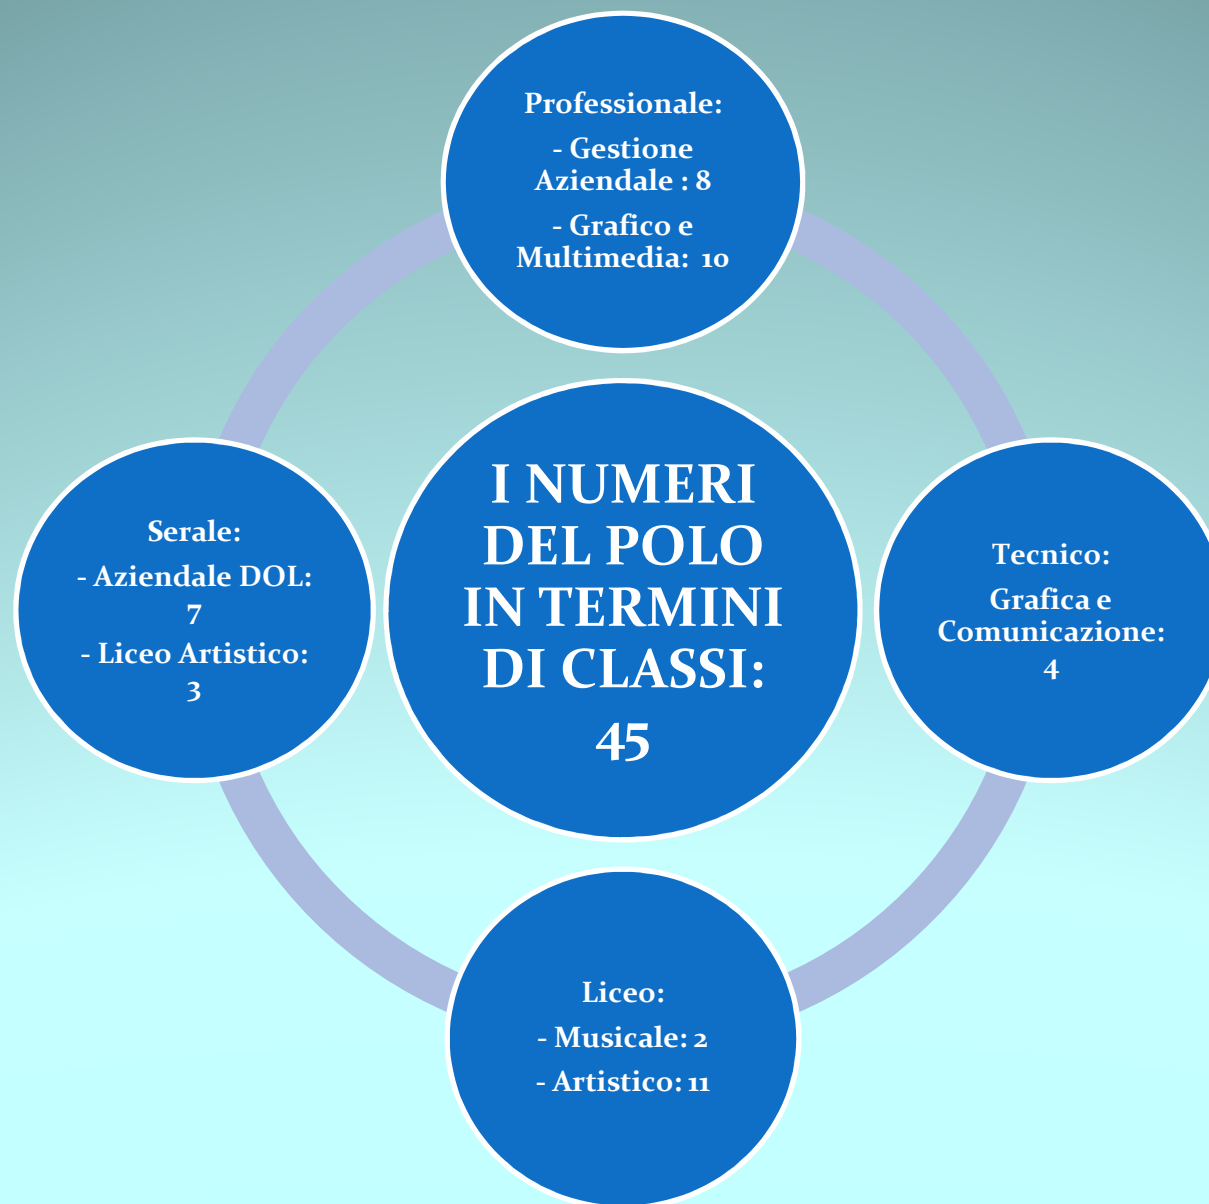 Professionale:
- Gestione
Aziendale : 8
- Grafico e
Multimedia: 10
I NUMERI
DEL POLO
IN TERMINI
DI CLASSI:
45
Serale:
- Aziendale DOL:
7
- Liceo Artistico:
3
Tecnico:
Grafica e
Comunicazione:
4
Liceo:
- Musicale: 2
- Artistico: 11